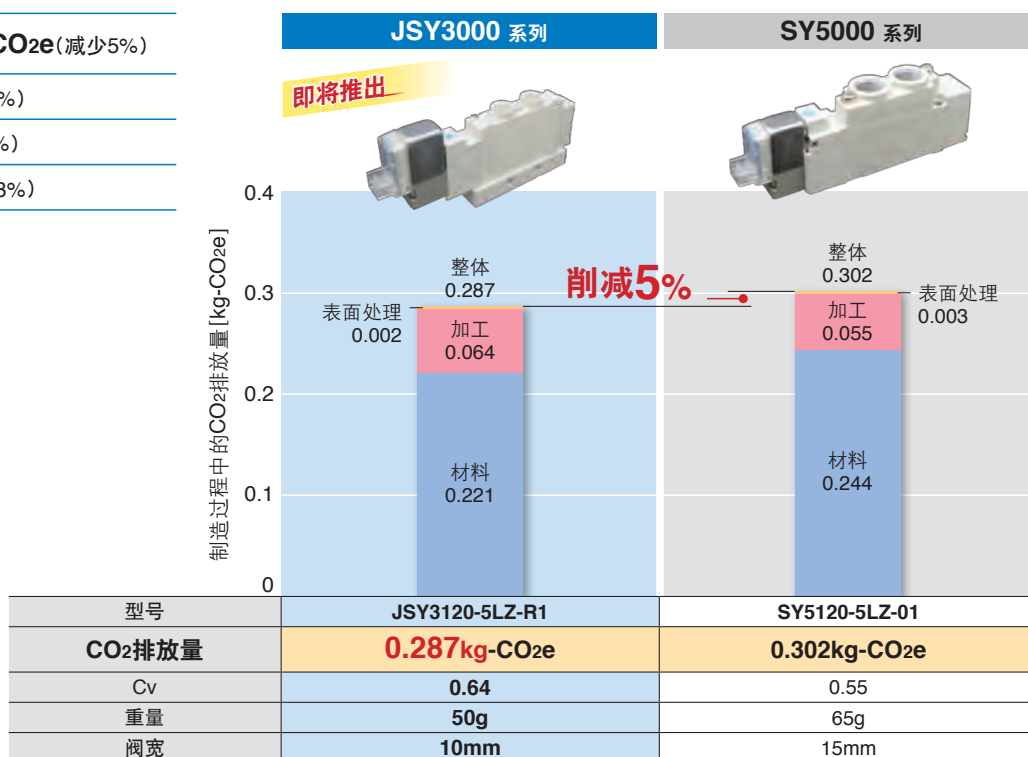 CO2e(减少5%)
%)
%)
3%)
JSY3000 系列
SY5000 系列
即将推出
制造过程中的CO2排放量[kg-CO2e]
0.4
0.3
0.2
0.1
0
整体
0.287
表面处理
0.002
加工
0.064
材料
0.221
削减5%
整体
0.302
表面处理
0.003
加工
0.055
材料
0.244
型号 JSY3120-5LZ-R1 SY5120-5LZ-01
CO2排放量 0.287kg-CO2e 0.302kg-CO2e
Cv 0.64 0.55
重量 50g 65g
阀宽 10mm 15mm